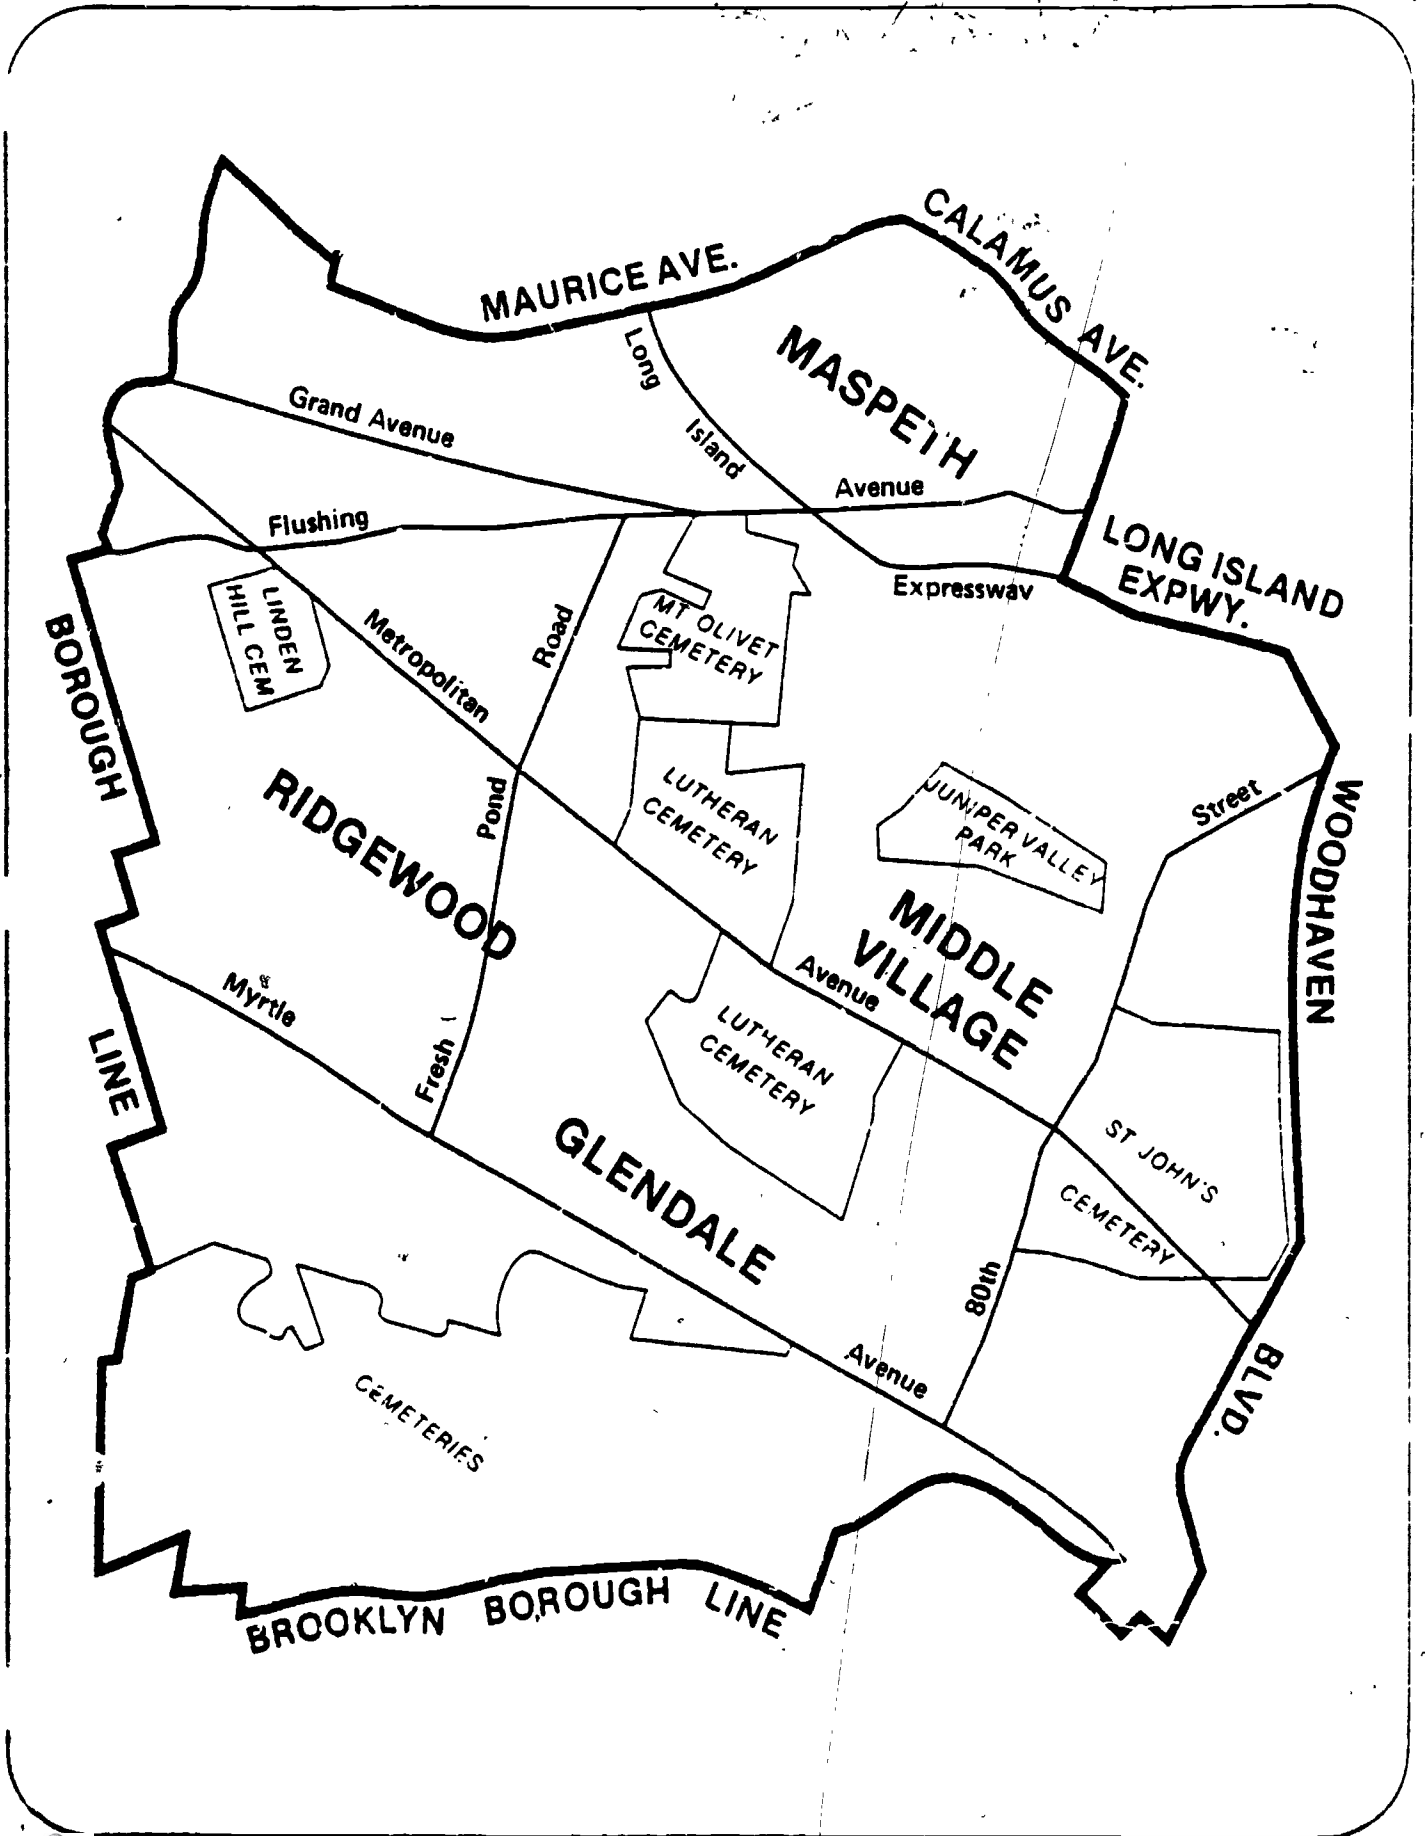 CALAMUS AVE.
MAURICE AVE.
MASPETH
Long
Island
Expresswav
Grand Avenue
Flushing
Avenue
LONG ISLAND
EXPWY.
LINDEN
HILL CEM
Metropolitan
Avenue
Road
Pond
Fresh
MT OLIVET
CEMETERY
BOROUGH
LINE
RIDGEWOOD
LUTHERAN
CEMETERY
JUNIPER VALLEY
PARK
Street
80th
WOODHAVEN
BLVD.
MIDDLE
VILLAGE
Myrtle
Avenue
LUTHERAN
CEMETERY
GLENDALE
ST JOHN'S
CEMETERY
CEMETERIES
BROOKLYN BOROUGH LINE